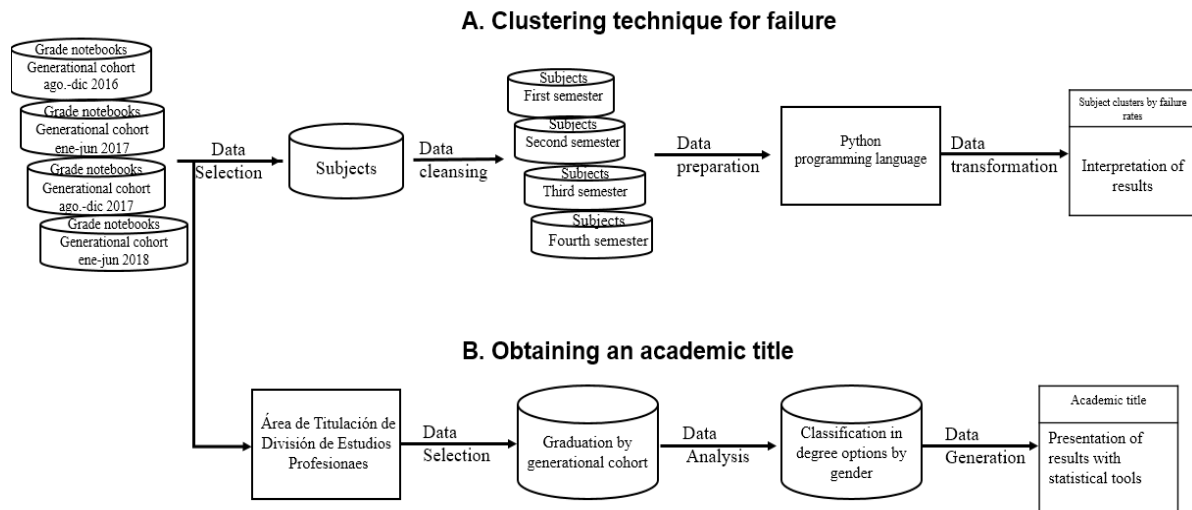 A. Clustering technique for failure
Grade notebooks
Generational cohort
ago.-dic 2016
Grade notebooks
Generational cohort
ene-jun 2017
Grade notebooks
Generational cohort
ago.-dic 2017
Grade notebooks
Generational cohort
ene-jun 2018
Data
Selection
Subjects
Data
cleansing
Subjects
First semester
Subjects
Second semester
Subjects
Third semester
Subjects
Fourth semester
Data
preparation
Python
programming language
Data
transformation
Subject clusters by failure
rates
Interpretation of
results
B. Obtaining an academic title
Área de Titulación de
División de Estudios
Profesionaes
Data
Selection
Graduation by
generational cohort
Data
Analysis
Classification in
degree options by
gender
Data
Generation
Academic title
Presentation of
results with
statistical tools